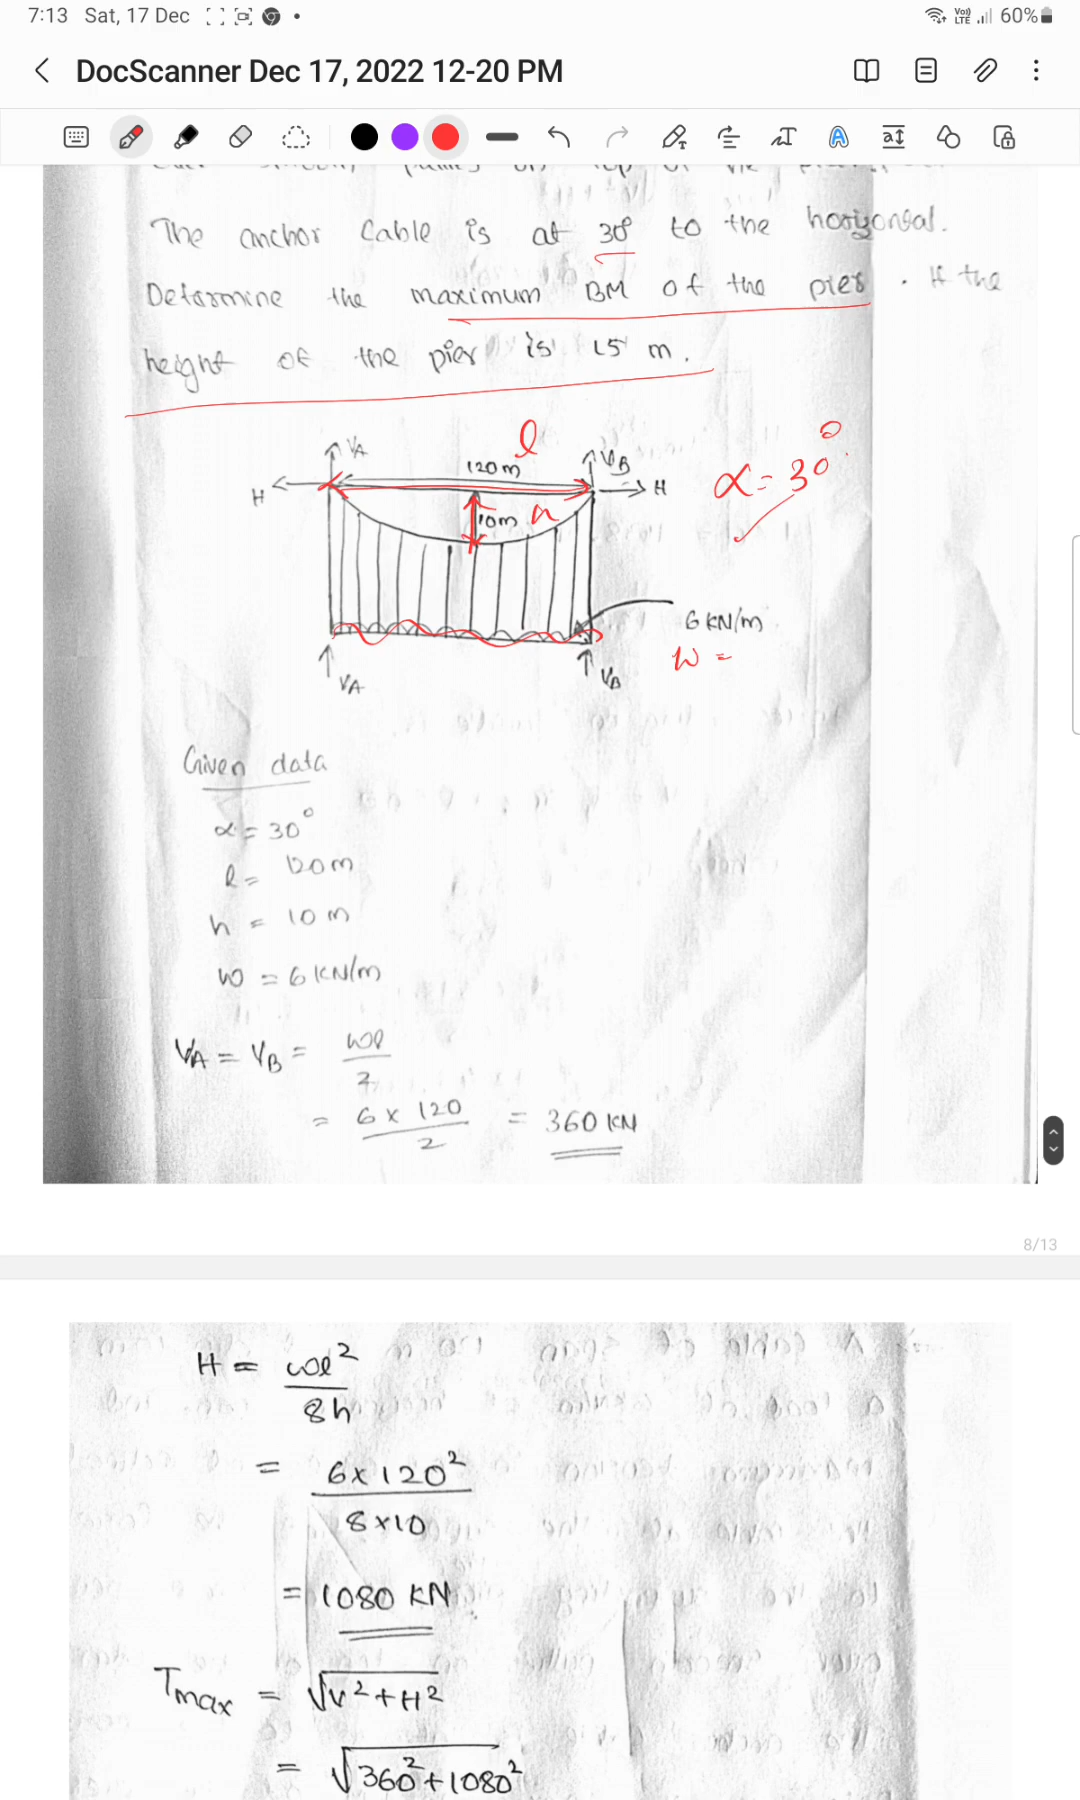 7:13 Sat, 17 Dec
60%
DocScanner Dec 17, 2022 12-20 PM
The anchor Cable is at 30° to the horizontal.
Determine the maximum BM of the pier. If the
height of the pier is 15 m.
l
VA
120 m
VB
H
H
α = 30°
10m
h
6 KN/m
W =
VA
VB
Given data
α = 30°
l = 120m
h = 10 m
W = 6 KN/m
VA = VB = wl/2
= 6 x 120/2 = 360 KN
8/13
H = wl²/8h
= 6x120²/8x10
= 1080 KN
Tmax = √V²+H²
= √360²+1080²